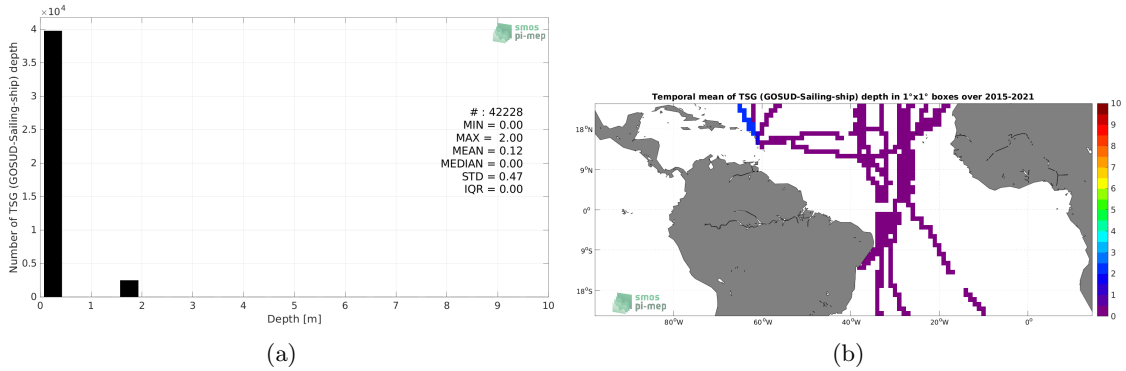 ×10⁴
4
3.5
3
2.5
2
1.5
1
0.5
0
Number of TSG (GOSUD-Sailing-ship) depth
smos
pi-mep
# : 42228
MIN = 0.00
MAX = 2.00
MEAN = 0.12
MEDIAN = 0.00
STD = 0.47
IQR = 0.00
0 1 2 3 4 5 6 7 8 9 10
Depth [m]
(a)
Temporal mean of TSG (GOSUD-Sailing-ship) depth in 1°x1° boxes over 2015-2021
18°N
9°N
0°
9°S
18°S
smos
pi-mep
80°W 60°W 40°W 20°W 0°
10
9
8
7
6
5
4
3
2
1
0
(b)